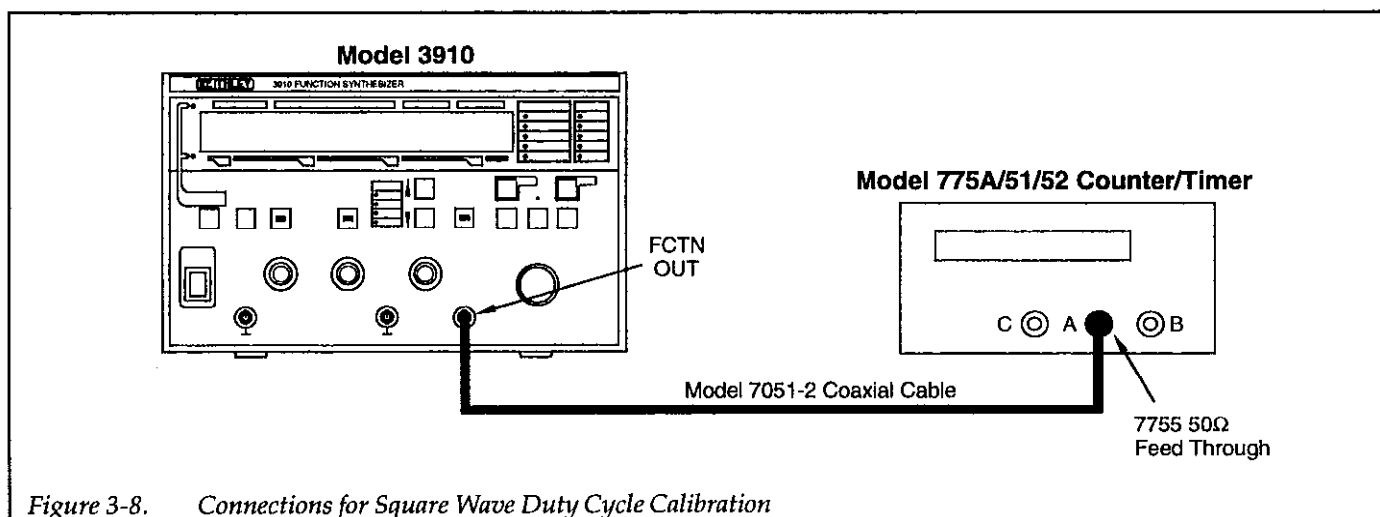 Model 3910
KEITHLEY 3910 FUNCTION SYNTHESIZER
Model 775A/51/52 Counter/Timer
FCTN
OUT
C A B
Model 7051-2 Coaxial Cable
7755 50Ω
Feed Through
Figure 3-8. Connections for Square Wave Duty Cycle Calibration